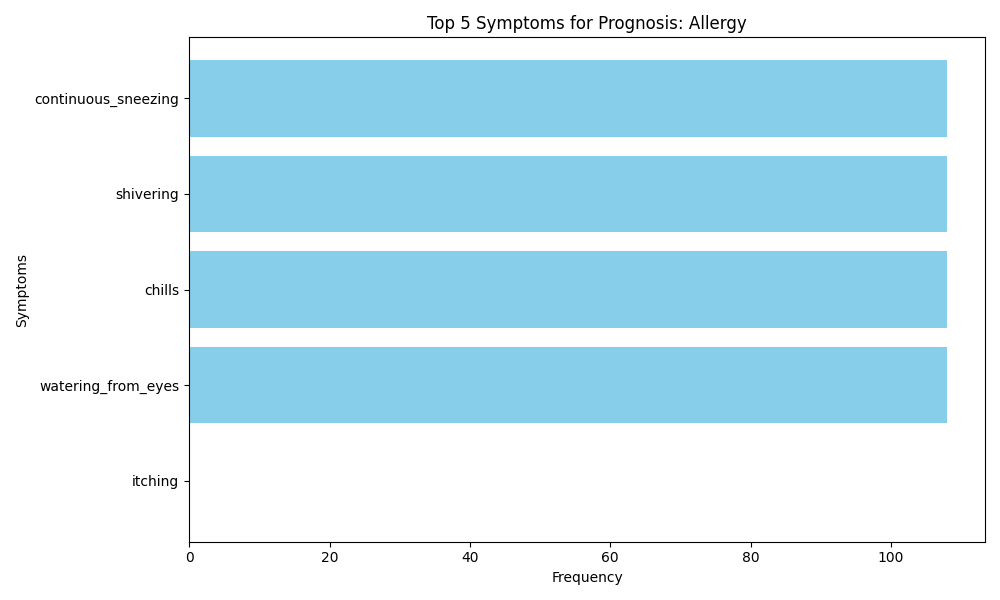 Top 5 Symptoms for Prognosis: Allergy
continuous_sneezing
shivering
chills
watering_from_eyes
itching
Symptoms
0 20 40 60 80 100
Frequency